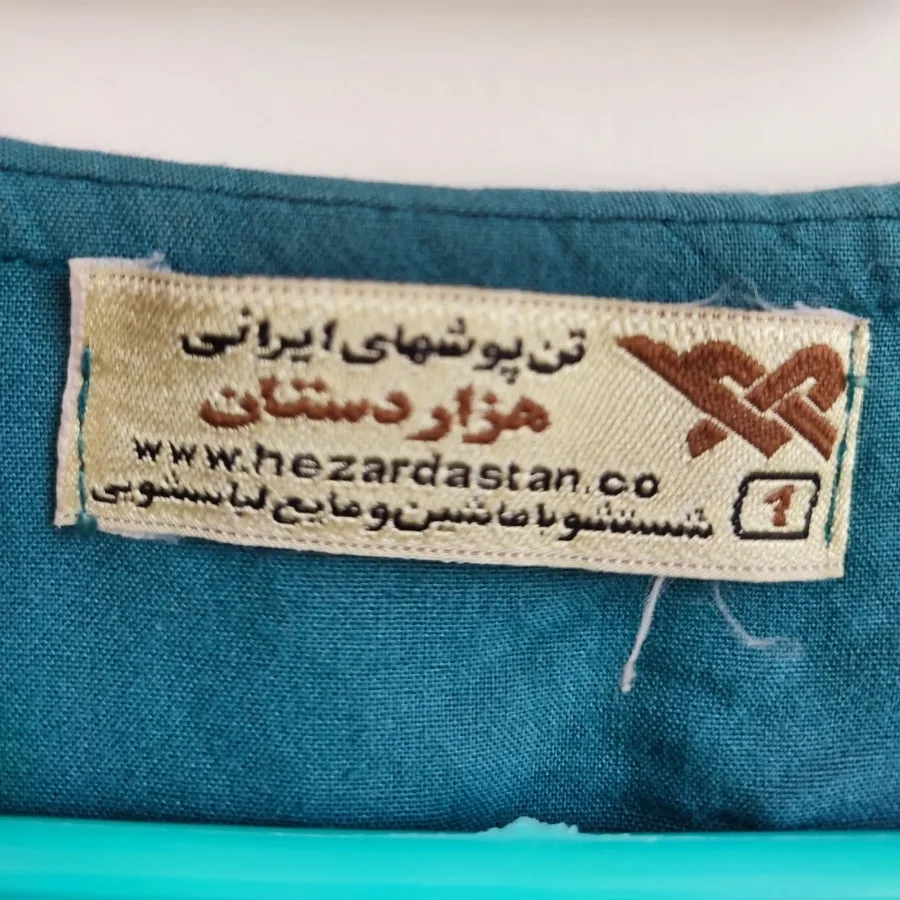 تن پوشهای ایرانی
هزاردستان
www.hezardastan.co
شستشو با ماشین و مایع لباسشویی
1